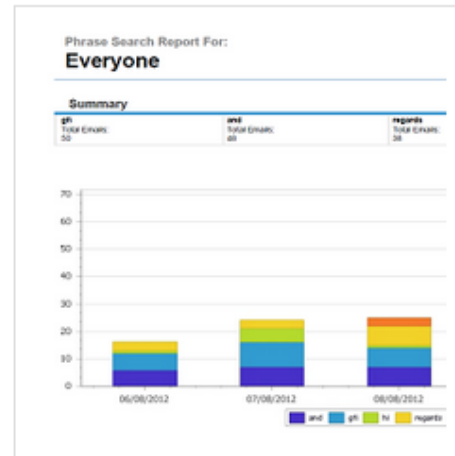 Phrase Search Report For:
Everyone
Summary
gfi and regards
Total Emails: Total Emails: Total Emails:
50
70
60
50
40
30
20
10
0
06/08/2012 07/08/2012 08/08/2012
and gfi hi regards